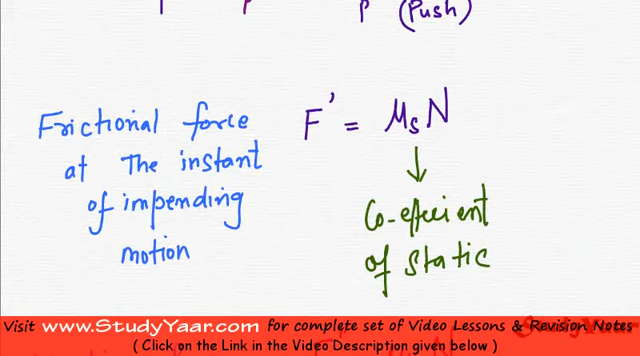 P P P (Push)
Frictional force F' = μs N
at The instant
of impending
motion
Co-efficient
of static
Visit www.StudyYaar.com for complete set of Video Lessons & Revision Notes
( Click on the Link in the Video Description given below )